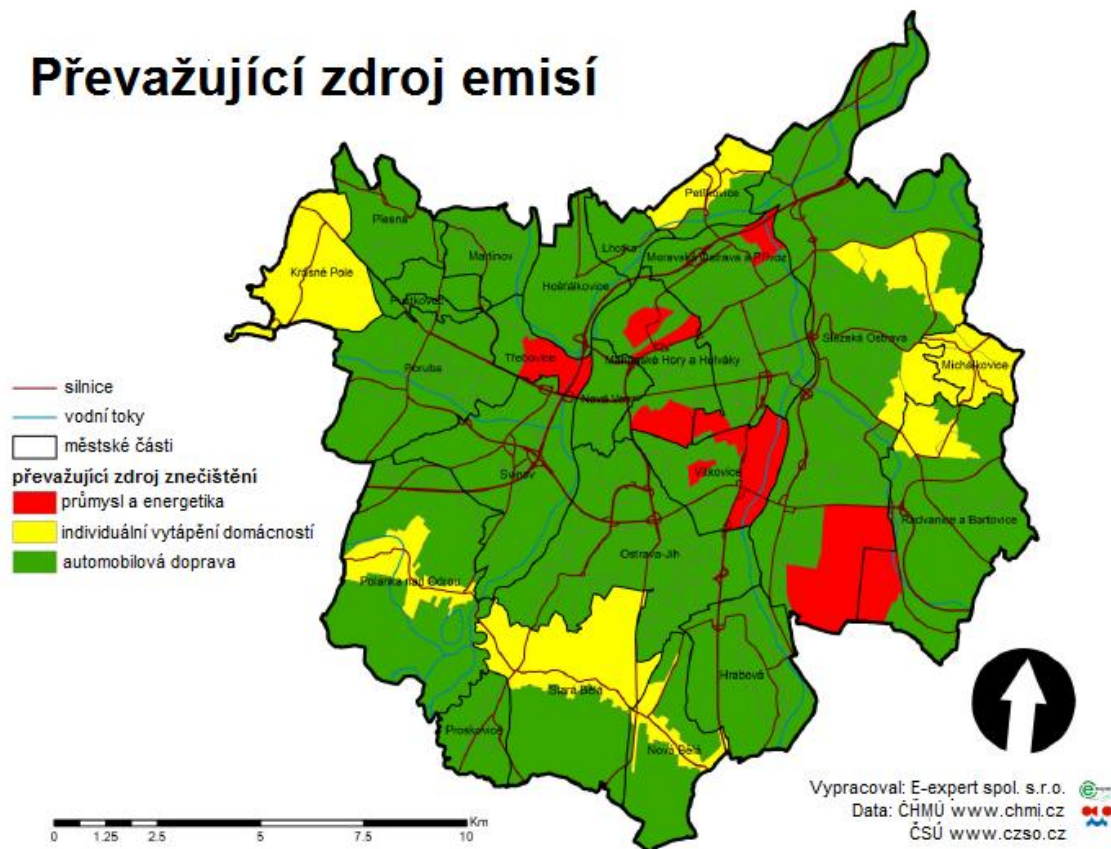 Převažující zdroj emisí
Petřkovice
Plesná
Martinov
Lhotka
Moravská Ostrava a Přívoz
Krásné Pole
Hošťálkovice
Pustkovec
Slezská Ostrava
Michálkovice
Třebovice
Mariánské Hory a Hulváky
Poruba
Nová Ves
silnice
vodní toky
městské části
převažující zdroj znečištění
průmysl a energetika
individuální vytápění domácností
automobilová doprava
Svinov
Vítkovice
Radvanice a Bartovice
Ostrava-Jih
Polanka nad Odrou
Hrabová
Stará Bělá
Proskovice
Nová Bělá
Vypracoval: E-expert spol. s.r.o.
Data: ČHMÚ www.chmi.cz
ČSÚ www.czso.cz
Km
0 1.25 2.5 5 7.5 10